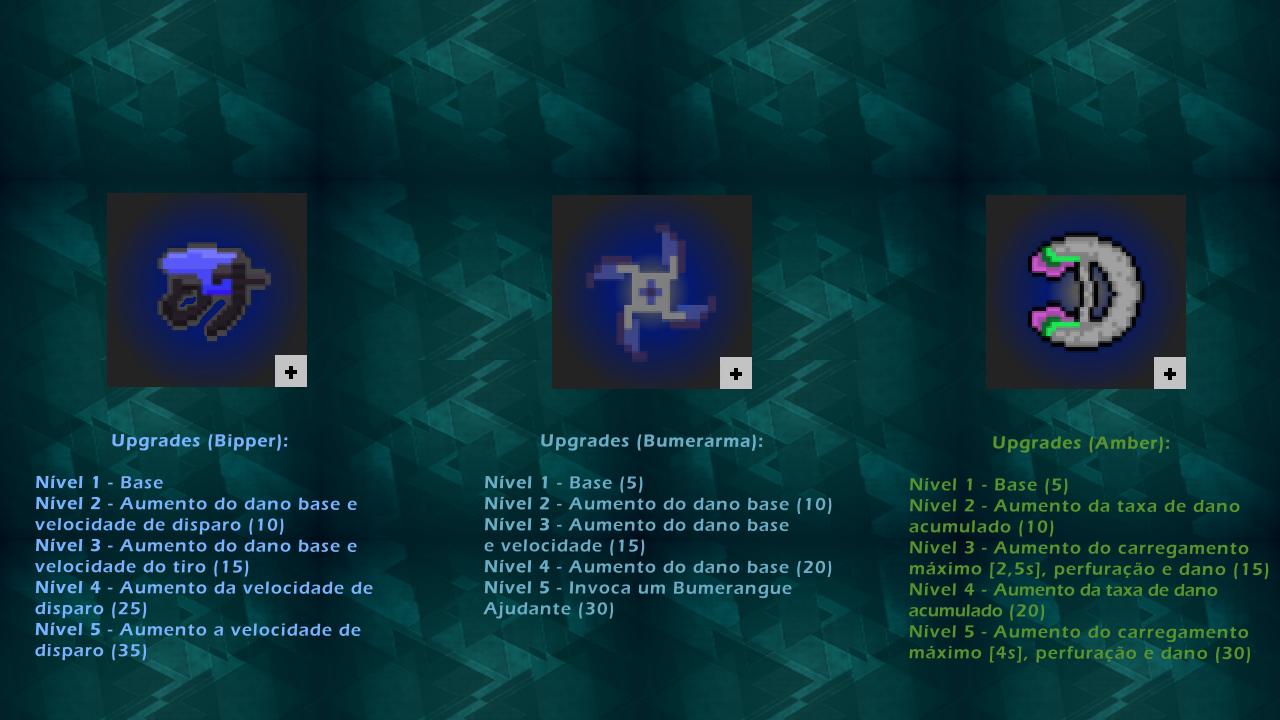 Upgrades (Bipper):
Nível 1 - Base
Nível 2 - Aumento do dano base e
velocidade de disparo (10)
Nível 3 - Aumento do dano base e
velocidade do tiro (15)
Nível 4 - Aumento da velocidade de
disparo (25)
Nível 5 - Aumento a velocidade de
disparo (35)
Upgrades (Bumerarma):
Nível 1 - Base (5)
Nível 2 - Aumento do dano base (10)
Nível 3 - Aumento do dano base
e velocidade (15)
Nível 4 - Aumento do dano base (20)
Nível 5 - Invoca um Bumerangue
Ajudante (30)
Upgrades (Amber):
Nível 1 - Base (5)
Nível 2 - Aumento da taxa de dano
acumulado (10)
Nível 3 - Aumento do carregamento
máximo [2,5s], perfuração e dano (15)
Nível 4 - Aumento da taxa de dano
acumulado (20)
Nível 5 - Aumento do carregamento
máximo [4s], perfuração e dano (30)